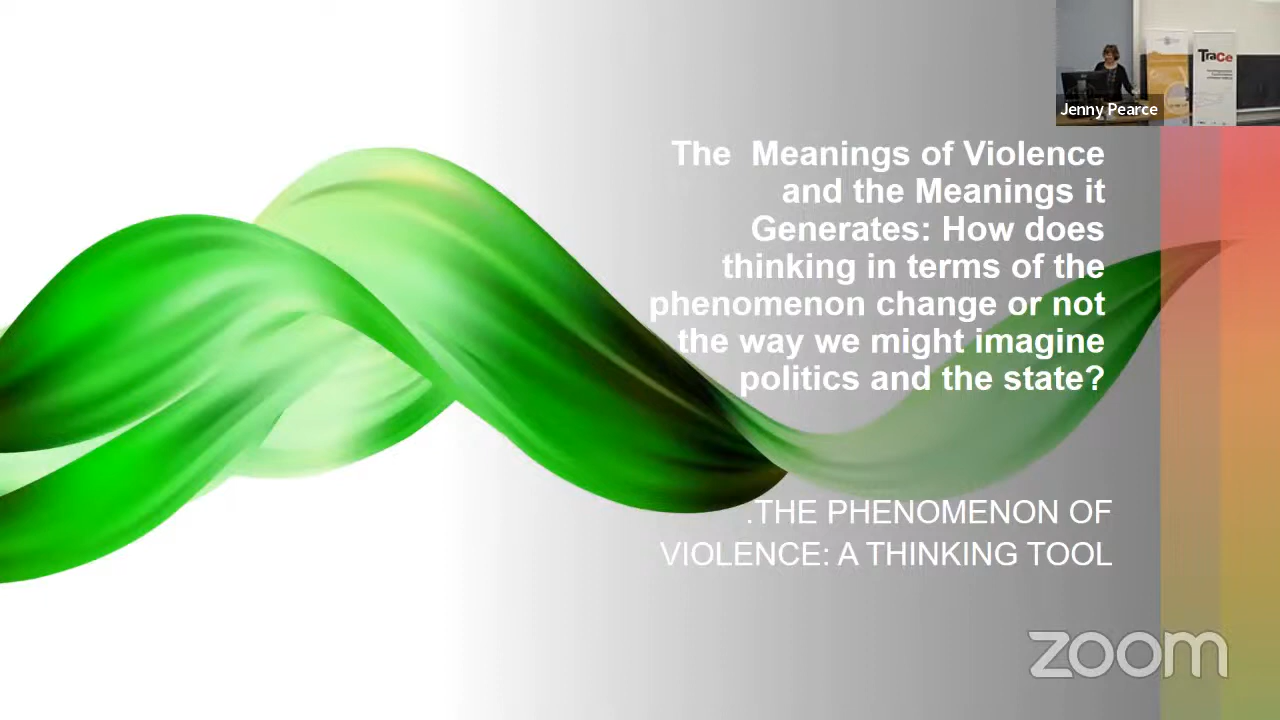 TraCe
Jenny Pearce
The Meanings of Violence
and the Meanings it
Generates: How does
thinking in terms of the
phenomenon change or not
the way we might imagine
politics and the state?
.THE PHENOMENON OF
VIOLENCE: A THINKING TOOL
zoom